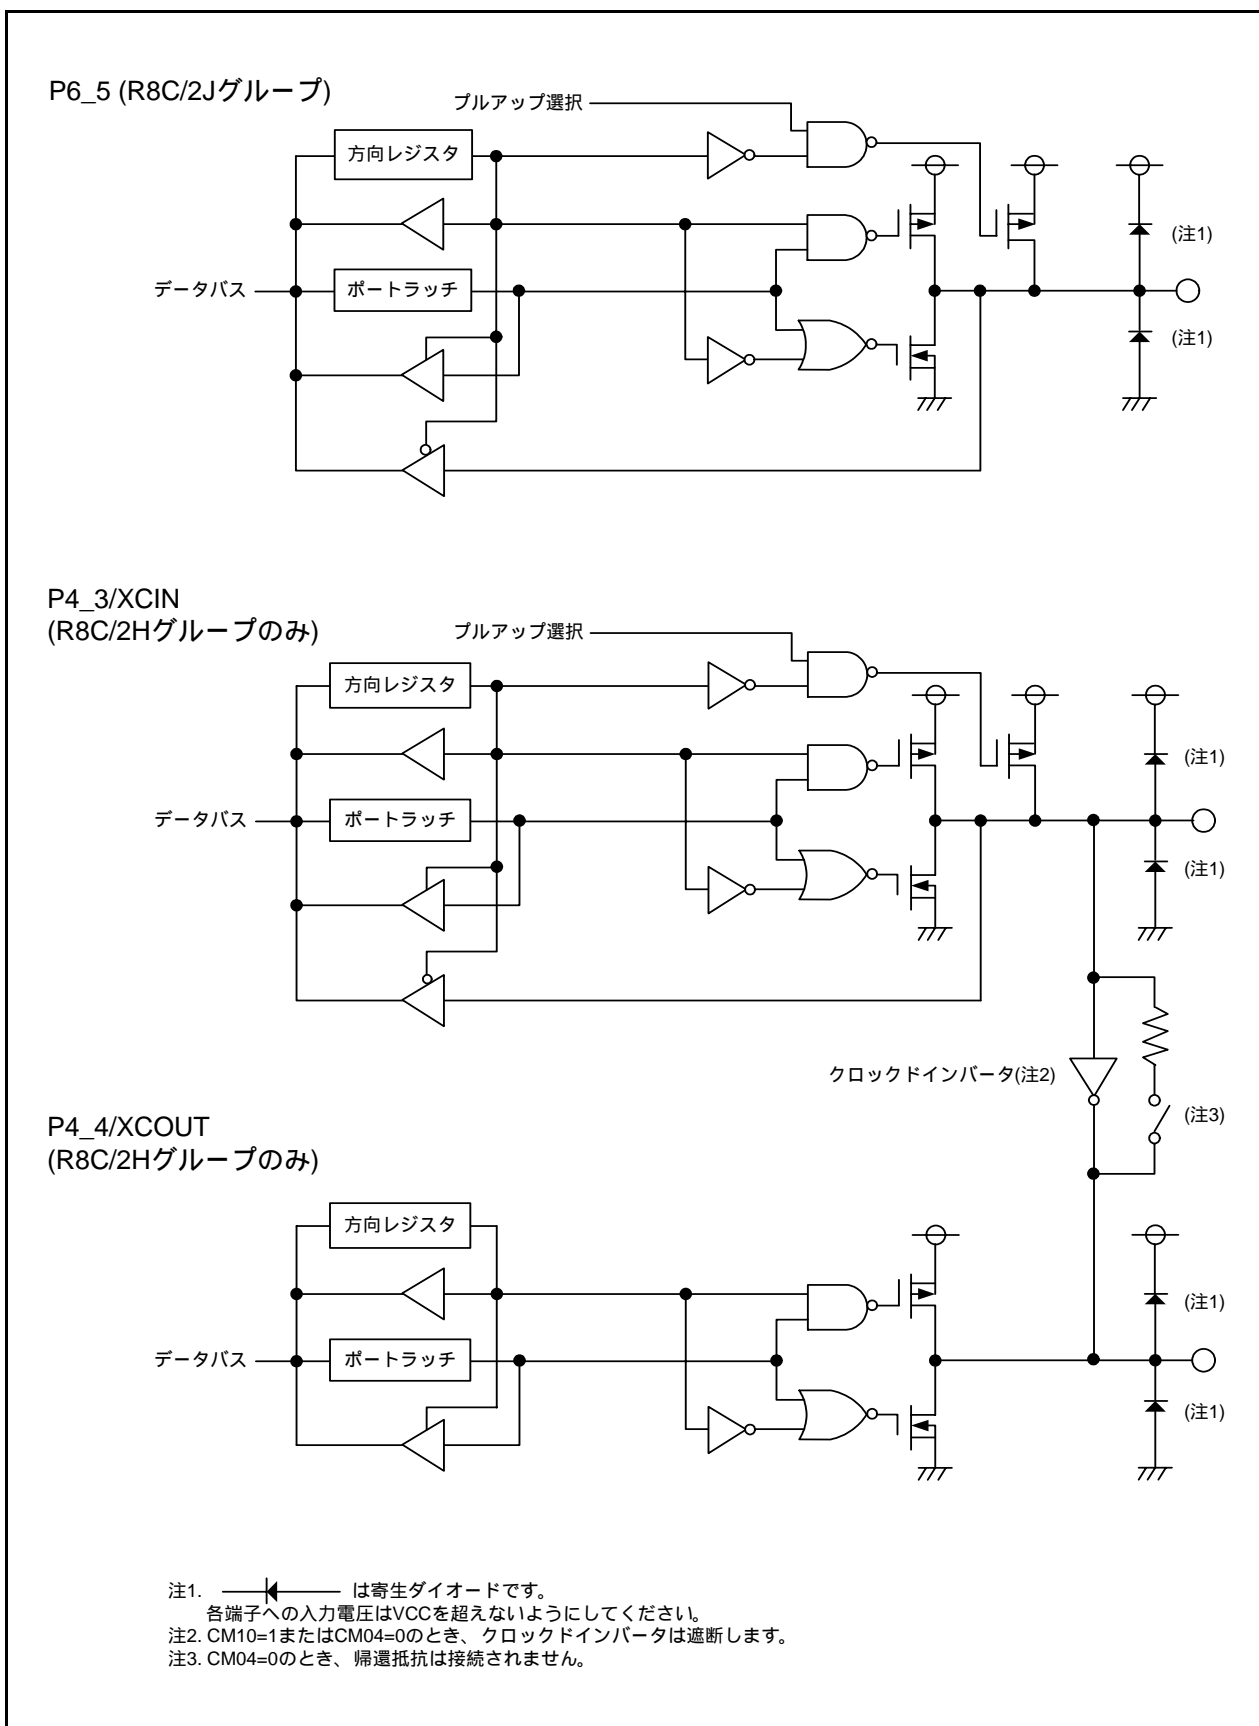 P6_5 (R8C/2Jグループ)
プルアップ選択
方向レジスタ
(注1)
データバス
ポートラッチ
(注1)
P4_3/XCIN
(R8C/2Hグループのみ)
プルアップ選択
方向レジスタ
(注1)
データバス
ポートラッチ
(注1)
クロックドインバータ(注2)
(注3)
P4_4/XCOUT
(R8C/2Hグループのみ)
方向レジスタ
(注1)
データバス
ポートラッチ
(注1)
注1. は寄生ダイオードです。
各端子への入力電圧はVCCを超えないようにしてください。
注2. CM10=1またはCM04=0のとき、クロックドインバータは遮断します。
注3. CM04=0のとき、帰還抵抗は接続されません。